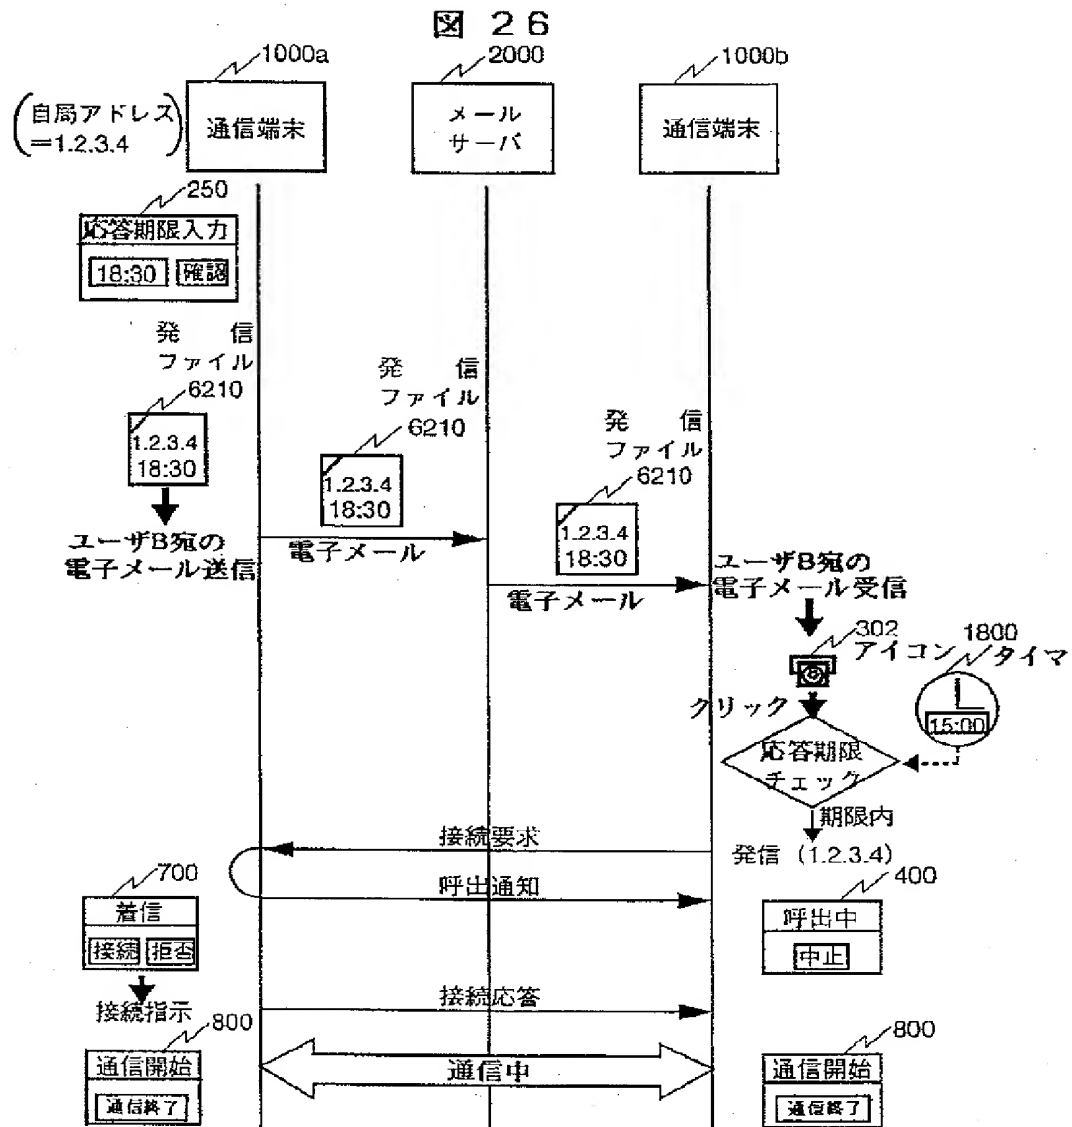 図 26
1000a
2000
1000b
自局アドレス
=1.2.3.4
通信端末
メール
サーバ
通信端末
250
応答期限入力
18:30 確認
発 信
ファイル
6210
1.2.3.4
18:30
発 信
ファイル
6210
1.2.3.4
18:30
発 信
ファイル
6210
1.2.3.4
18:30
ユーザB宛の
電子メール送信
電子メール
電子メール
ユーザB宛の
電子メール受信
302
アイコン
1800
タイマ
15:00
クリック
応答期限
チェック
期限内
発信 (1.2.3.4)
接続要求
呼出通知
700
着信
接続 拒否
400
呼出中
中止
接続指示
接続応答
800
通信開始
通信終了
通信中
800
通信開始
通信終了